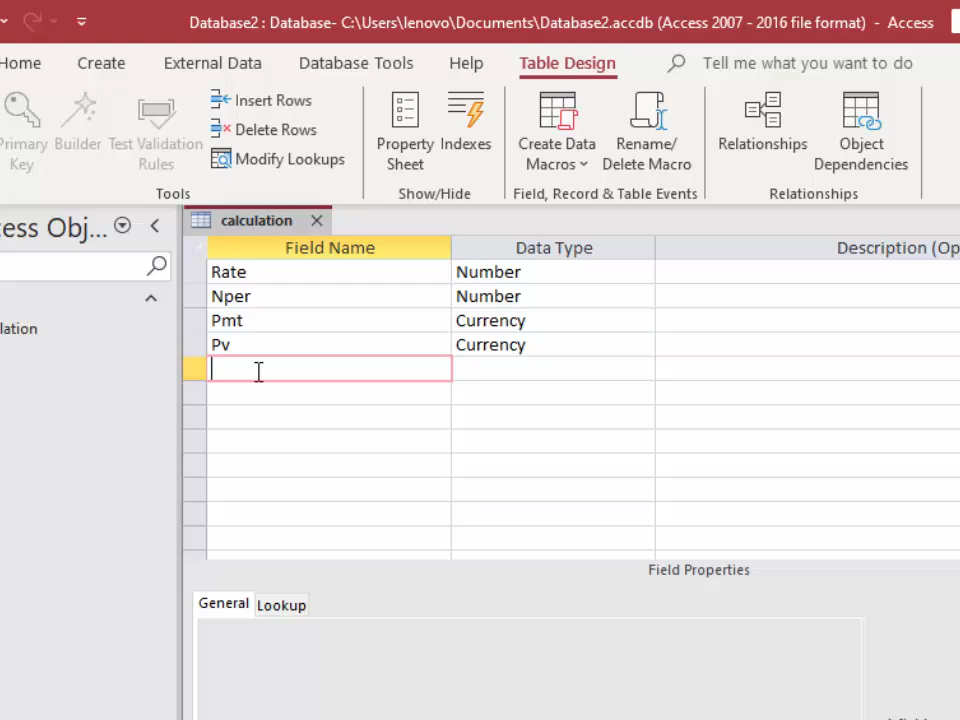 Database2 : Database- C:\Users\lenovo\Documents\Database2.accdb (Access 2007 - 2016 file format) - Access
Home Create External Data Database Tools Help Table Design Tell me what you want to do
Primary Key
Builder
Test Validation Rules
Insert Rows
Delete Rows
Modify Lookups
Tools
Property Sheet
Indexes
Show/Hide
Create Data Macros
Rename/ Delete Macro
Field, Record & Table Events
Relationships
Object Dependencies
Relationships
cess Obj...
calculation
lation
Field Name Data Type Description (Op
Rate Number
Nper Number
Pmt Currency
Pv Currency
Field Properties
General Lookup